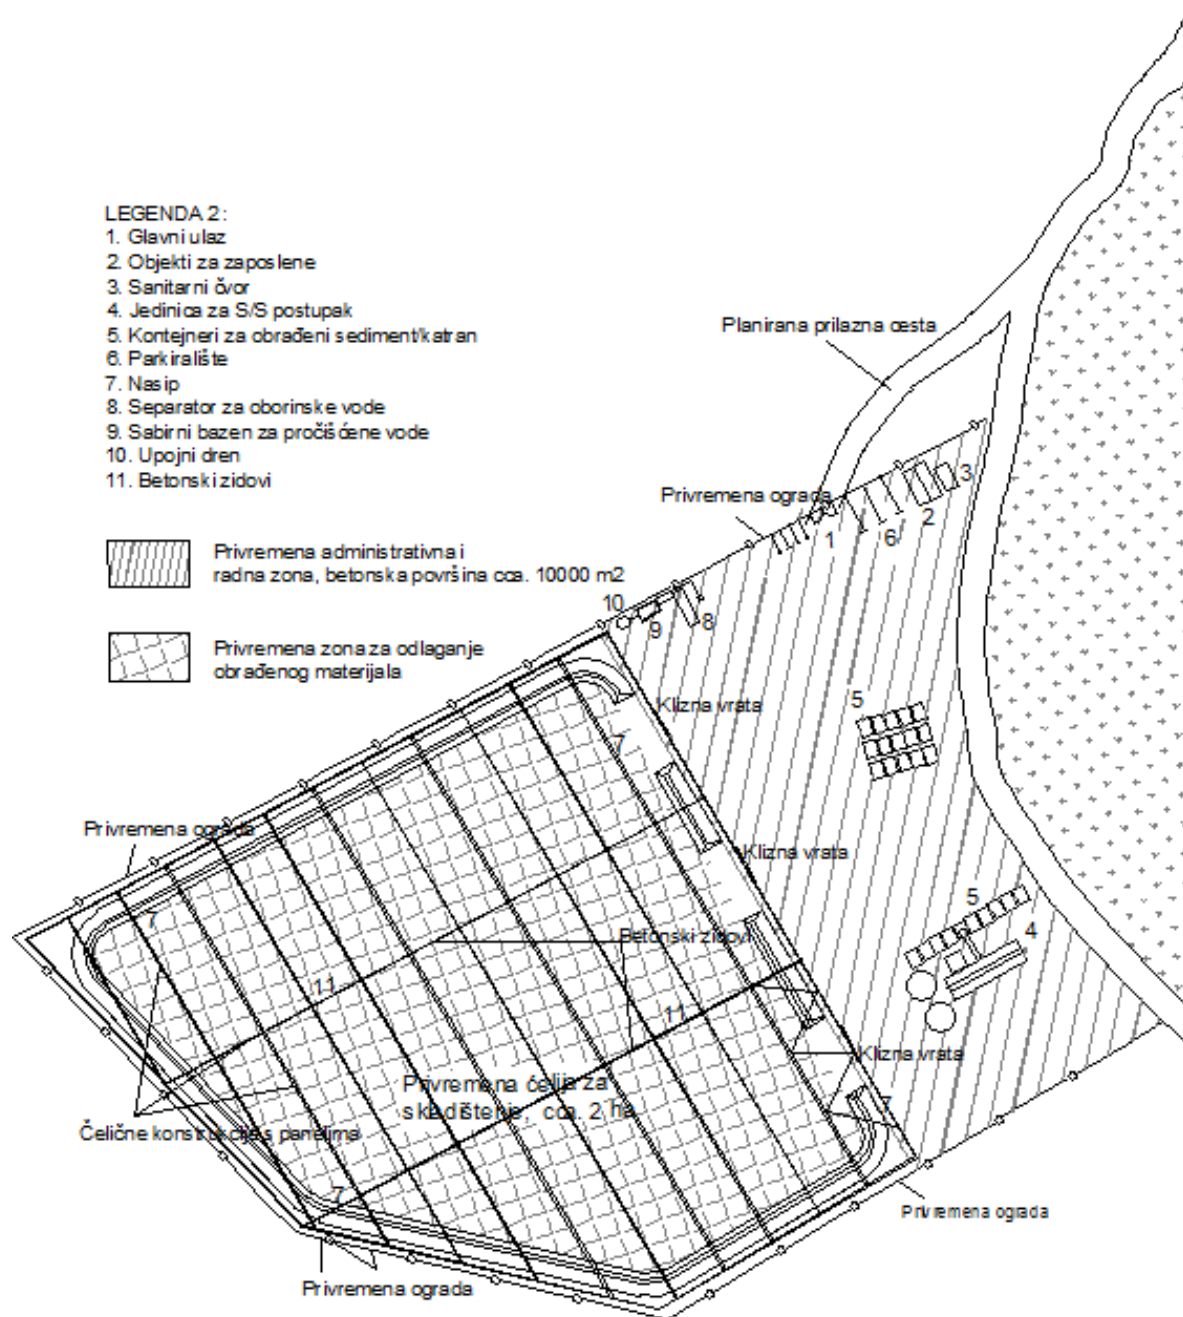 LEGENDA 2:
1. Glavni ulaz
2. Objekti za zaposlene
3. Sanitarni čvor
4. Jedinica za S/S postupak
5. Kontejneri za obrađeni sediment/katran
6. Parkiralište
7. Nasip
8. Separator za oborinske vode
9. Sabirni bazen za pročišćene vode
10. Upojni dren
11. Betonski zidovi
Privremena administrativna i
radna zona, betonska površina cca. 10000 m2
Privremena zona za odlaganje
obrađenog materijala
Planirana prilazna cesta
Privremena ograda
3
2
6
1
10
9
8
Klizna vrata
5
7
Privremena ograda
Klizna vrata
7
5
Betonski zidovi
4
11
11
Klizna vrata
Privremena ćelija za
skladištenje, cca. 2 ha
7
Čelične konstrukcije s panelima
7
Privremena ograda
Privremena ograda